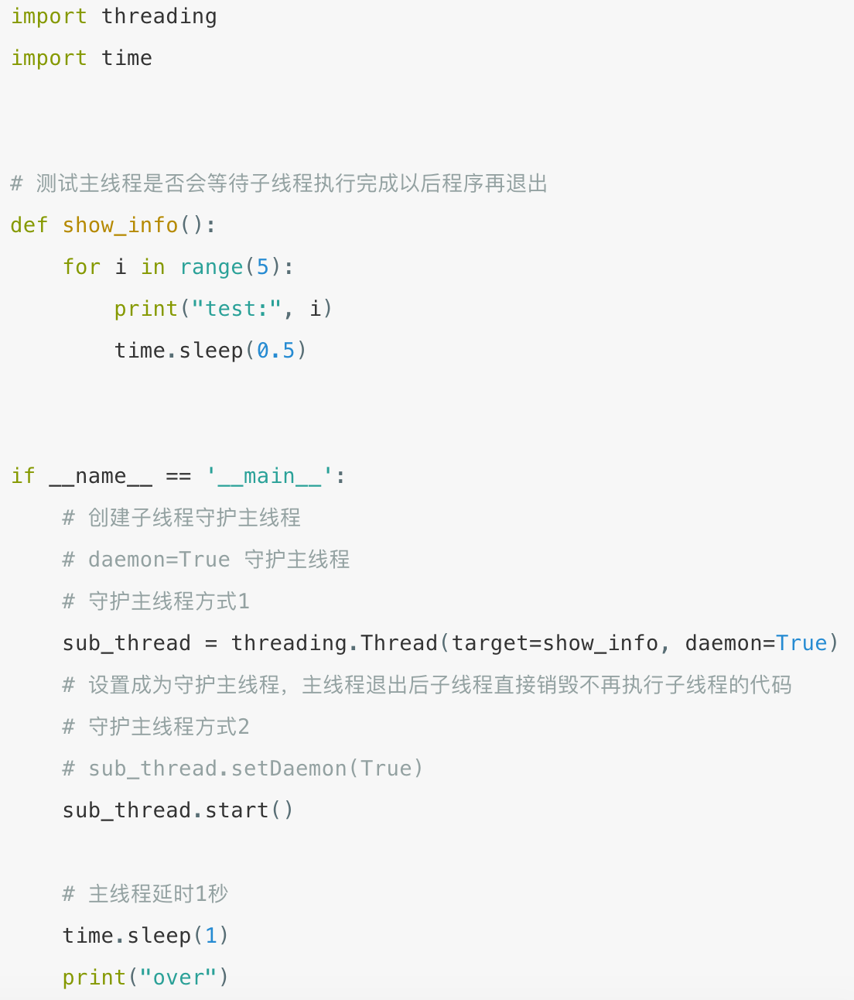 import threading
import time
# 测试主线程是否会等待子线程执行完成以后程序再退出
def show_info():
    for i in range(5):
        print("test:", i)
        time.sleep(0.5)
if __name__ == '__main__':
    # 创建子线程守护主线程
    # daemon=True 守护主线程
    # 守护主线程方式1
    sub_thread = threading.Thread(target=show_info, daemon=True)
    # 设置成为守护主线程，主线程退出后子线程直接销毁不再执行子线程的代码
    # 守护主线程方式2
    # sub_thread.setDaemon(True)
    sub_thread.start()
    # 主线程延时1秒
    time.sleep(1)
    print("over")